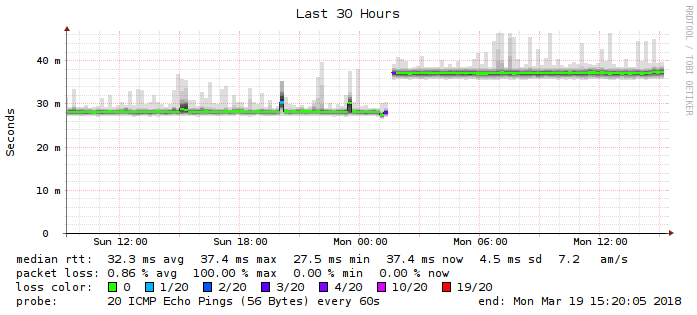 Last 30 Hours
RRDTOOL / TOBI OETIKER
Seconds
40 m
30 m
20 m
10 m
0
Sun 12:00 Sun 18:00 Mon 00:00 Mon 06:00 Mon 12:00
median rtt: 32.3 ms avg 37.4 ms max 27.5 ms min 37.4 ms now 4.5 ms sd 7.2 am/s
packet loss: 0.86 % avg 100.00 % max 0.00 % min 0.00 % now
loss color: 0 1/20 2/20 3/20 4/20 10/20 19/20
probe: 20 ICMP Echo Pings (56 Bytes) every 60s end: Mon Mar 19 15:20:05 2018